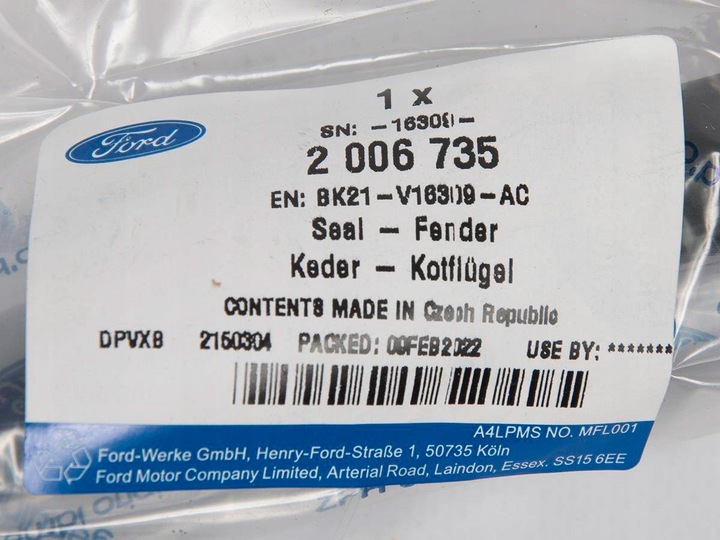 Ford
1 x
SN: -16309-
2 006 735
EN: BK21-V16309-AC
Seal - Fender
Keder - Kotflügel
CONTENTS MADE IN Czech Republic
DPVXB 2150304 PACKED: 09FEB2022 USE BY: *******
A4LPMS NO. MFL001
Ford-Werke GmbH, Henry-Ford-Straße 1, 50735 Köln
Ford Motor Company Limited, Arterial Road, Laindon, Essex. SS15 6EE